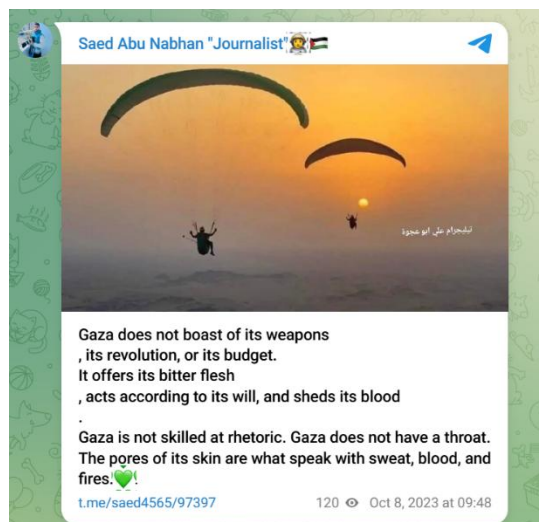 Saed Abu Nabhan "Journalist"
تيليجرام علي ابو عجوة
Gaza does not boast of its weapons
, its revolution, or its budget.
It offers its bitter flesh
, acts according to its will, and sheds its blood
.
Gaza is not skilled at rhetoric. Gaza does not have a throat.
The pores of its skin are what speak with sweat, blood, and
fires.💚!
t.me/saed4565/97397
120
Oct 8, 2023 at 09:48